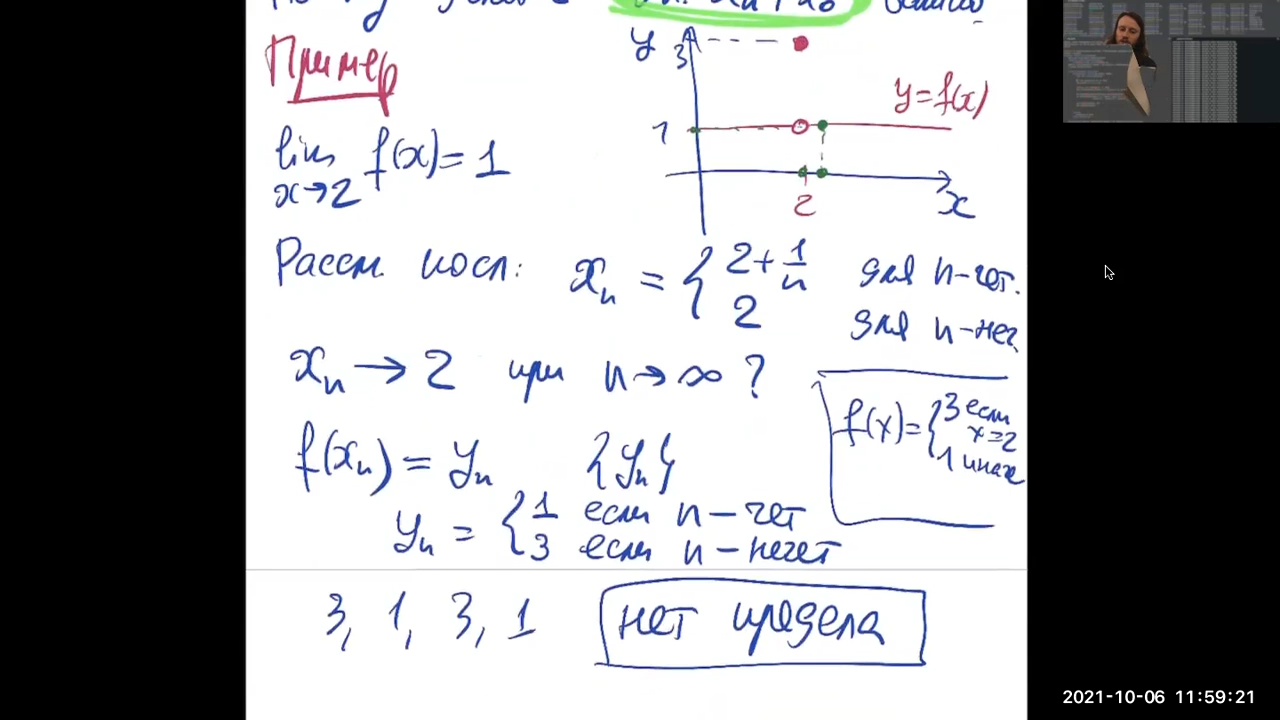 Пример
y
3
y=f(x)
1
lim f(x)=1
x→2
2
x
Рассм. посл: xₙ = { 2+1/n для n-чет.
2 для n-неч.
xₙ → 2 при n→∞ ?
f(x)= { 3 если x=2
1 иначе
f(xₙ) = yₙ {yₙ}
yₙ = { 1 если n-чет
3 если n-нечет
3, 1, 3, 1 нет предела
2021-10-06 11:59:21